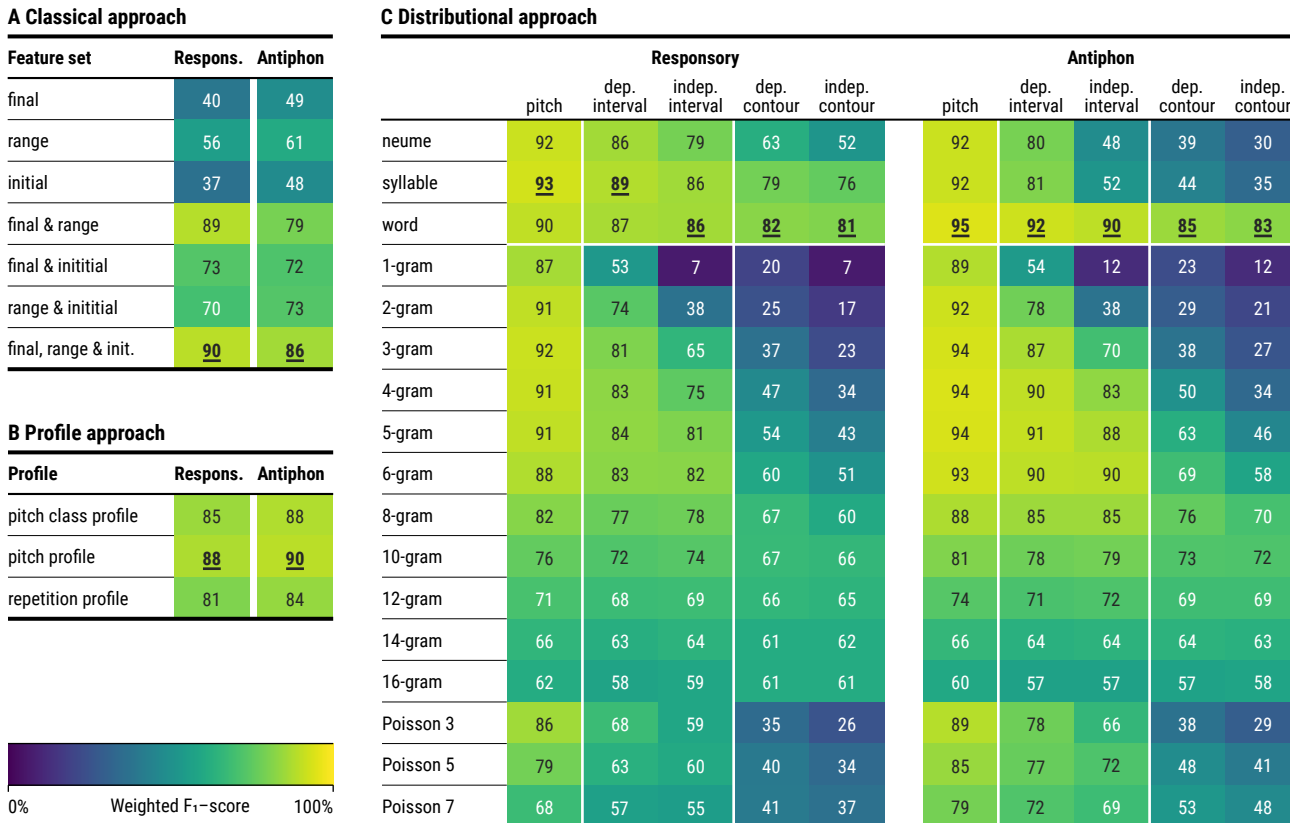 A Classical approach
Feature set Respons. Antiphon
final 40 49
range 56 61
initial 37 48
final & range 89 79
final & inititial 73 72
range & inititial 70 73
final, range & init. 90 86
B Profile approach
Profile Respons. Antiphon
pitch class profile 85 88
pitch profile 88 90
repetition profile 81 84
0% Weighted F₁–score 100%
C Distributional approach
Responsory Antiphon
dep. indep. dep. indep. dep. indep. dep. indep.
pitch interval interval contour contour pitch interval interval contour contour
neume 92 86 79 63 52 92 80 48 39 30
syllable 93 89 86 79 76 92 81 52 44 35
word 90 87 86 82 81 95 92 90 85 83
1-gram 87 53 7 20 7 89 54 12 23 12
2-gram 91 74 38 25 17 92 78 38 29 21
3-gram 92 81 65 37 23 94 87 70 38 27
4-gram 91 83 75 47 34 94 90 83 50 34
5-gram 91 84 81 54 43 94 91 88 63 46
6-gram 88 83 82 60 51 93 90 90 69 58
8-gram 82 77 78 67 60 88 85 85 76 70
10-gram 76 72 74 67 66 81 78 79 73 72
12-gram 71 68 69 66 65 74 71 72 69 69
14-gram 66 63 64 61 62 66 64 64 64 63
16-gram 62 58 59 61 61 60 57 57 57 58
Poisson 3 86 68 59 35 26 89 78 66 38 29
Poisson 5 79 63 60 40 34 85 77 72 48 41
Poisson 7 68 57 55 41 37 79 72 69 53 48